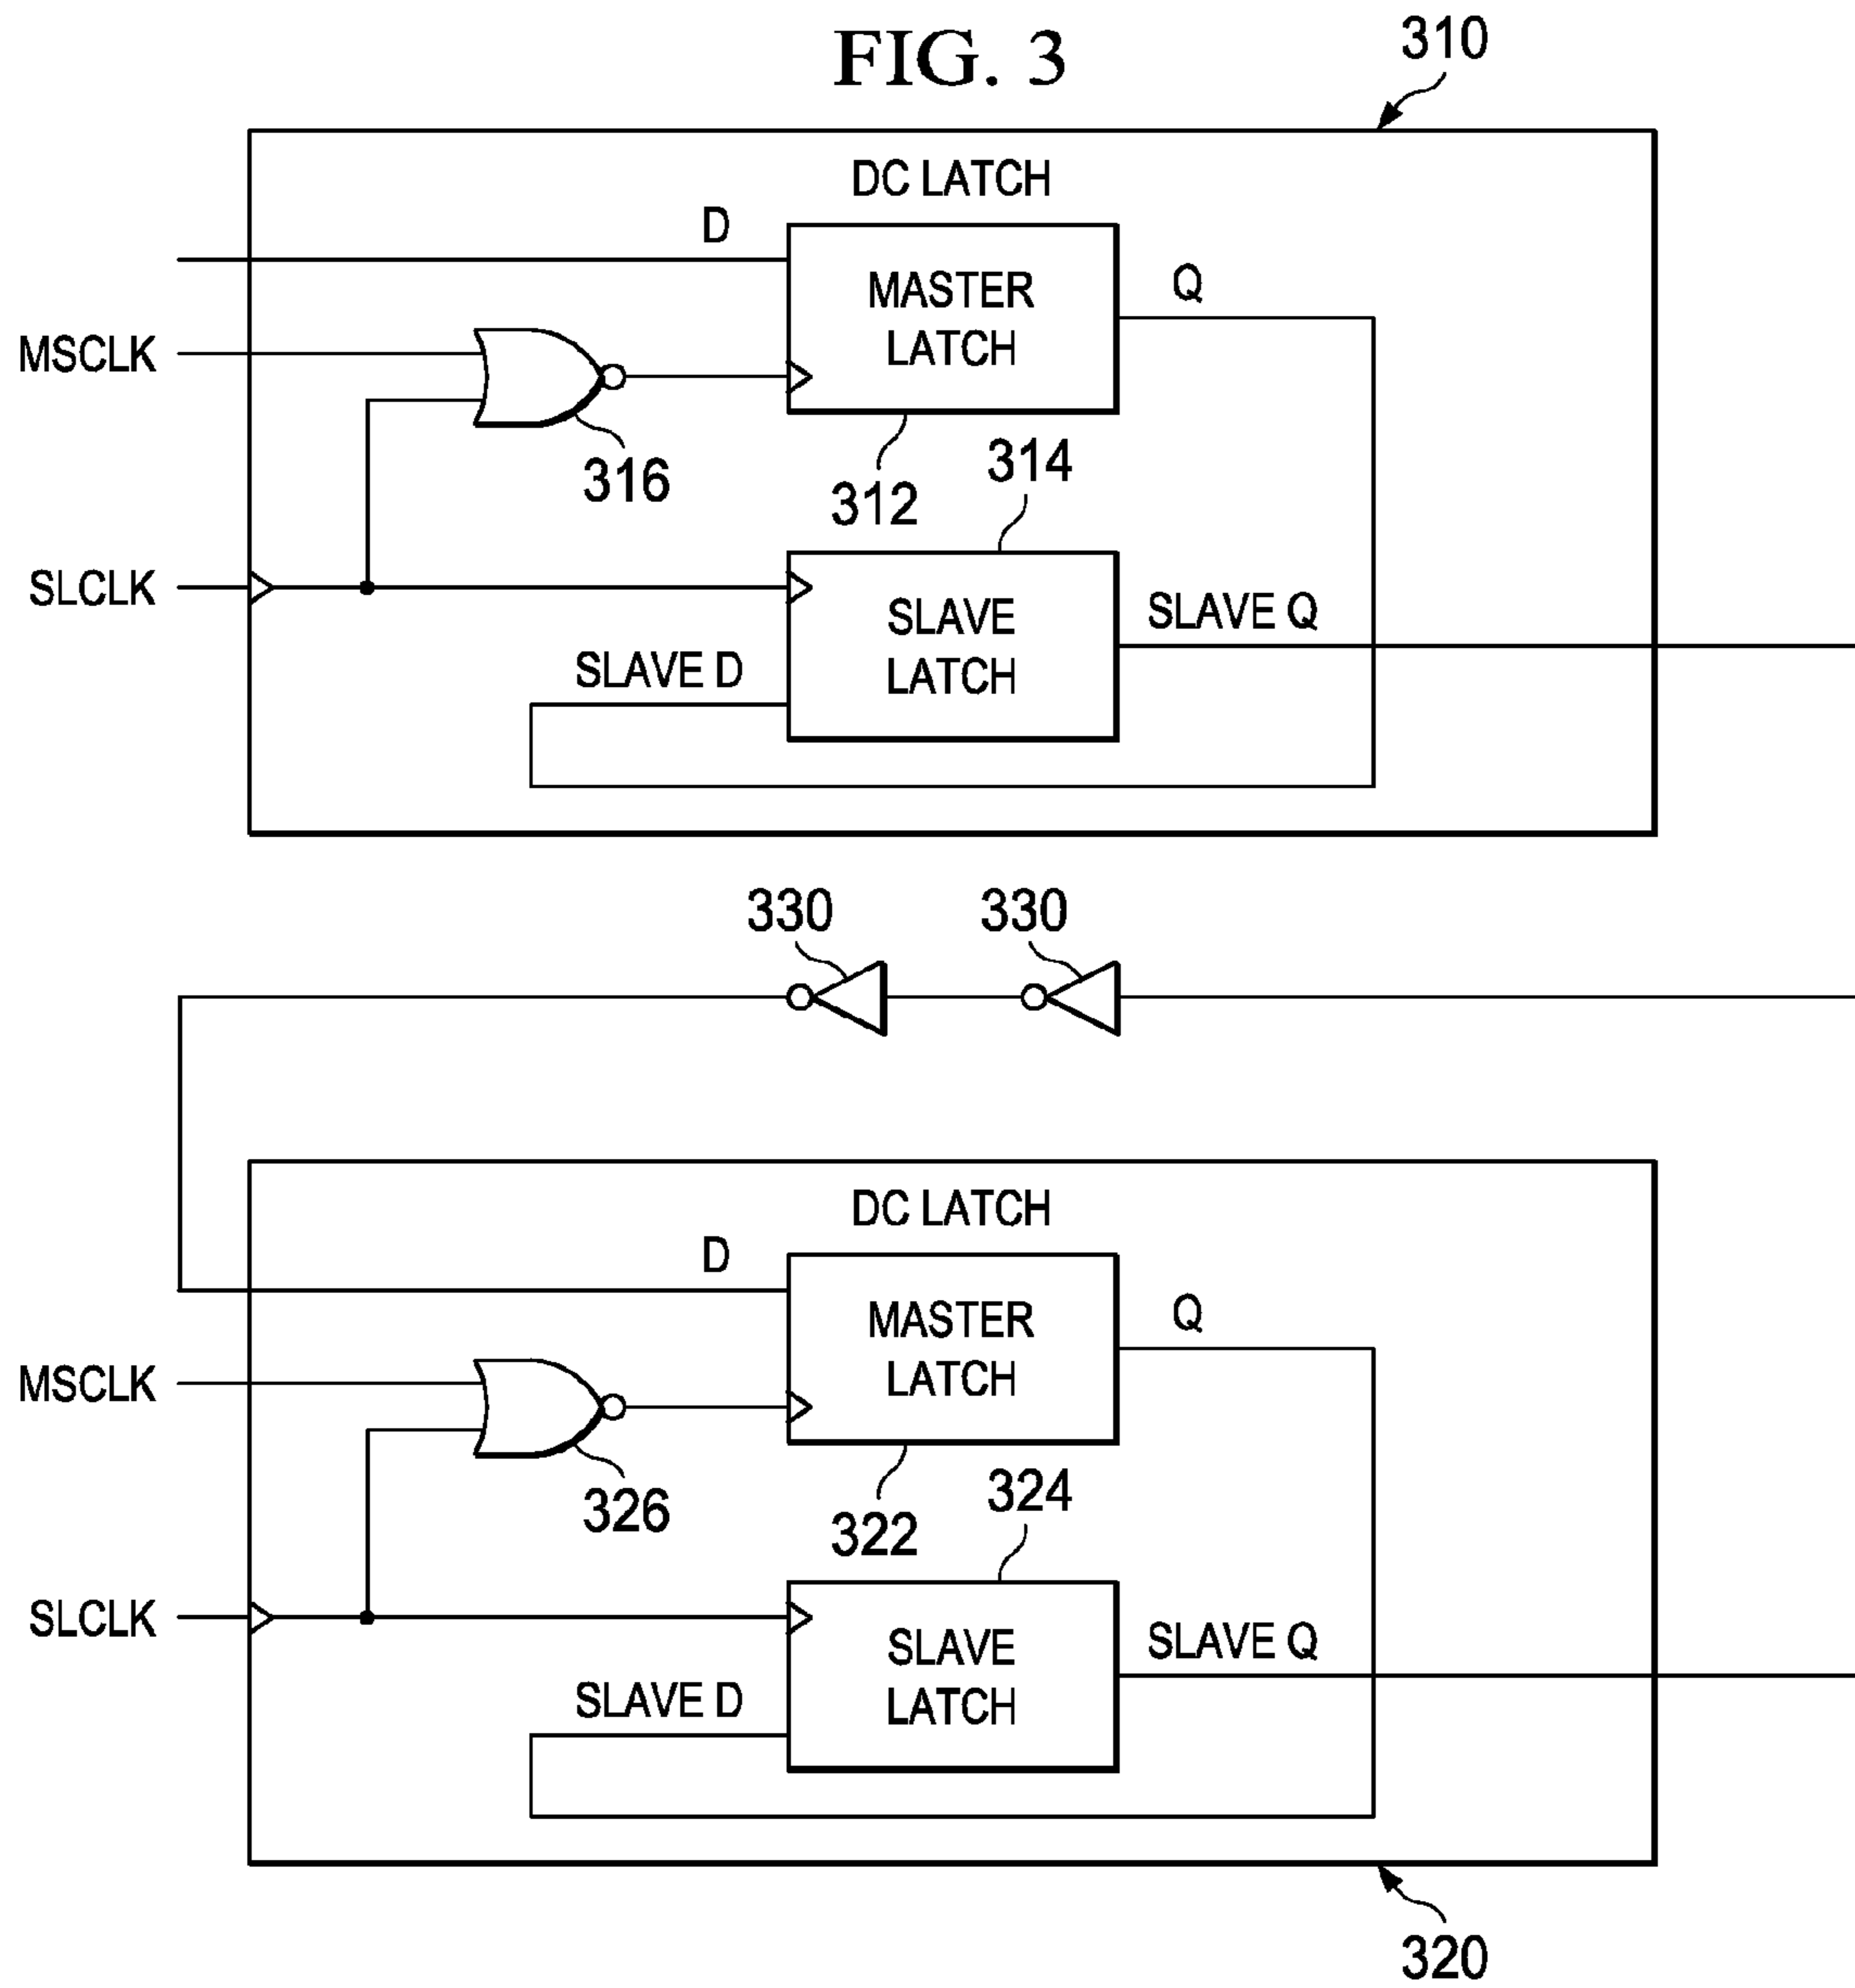 FIG. 3
310
DC LATCH
D
MASTER
LATCH
Q
MSCLK
316
312
314
SLCLK
SLAVE
LATCH
SLAVE Q
SLAVE D
330
330
DC LATCH
D
MASTER
LATCH
Q
MSCLK
326
322
324
SLCLK
SLAVE
LATCH
SLAVE Q
SLAVE D
320